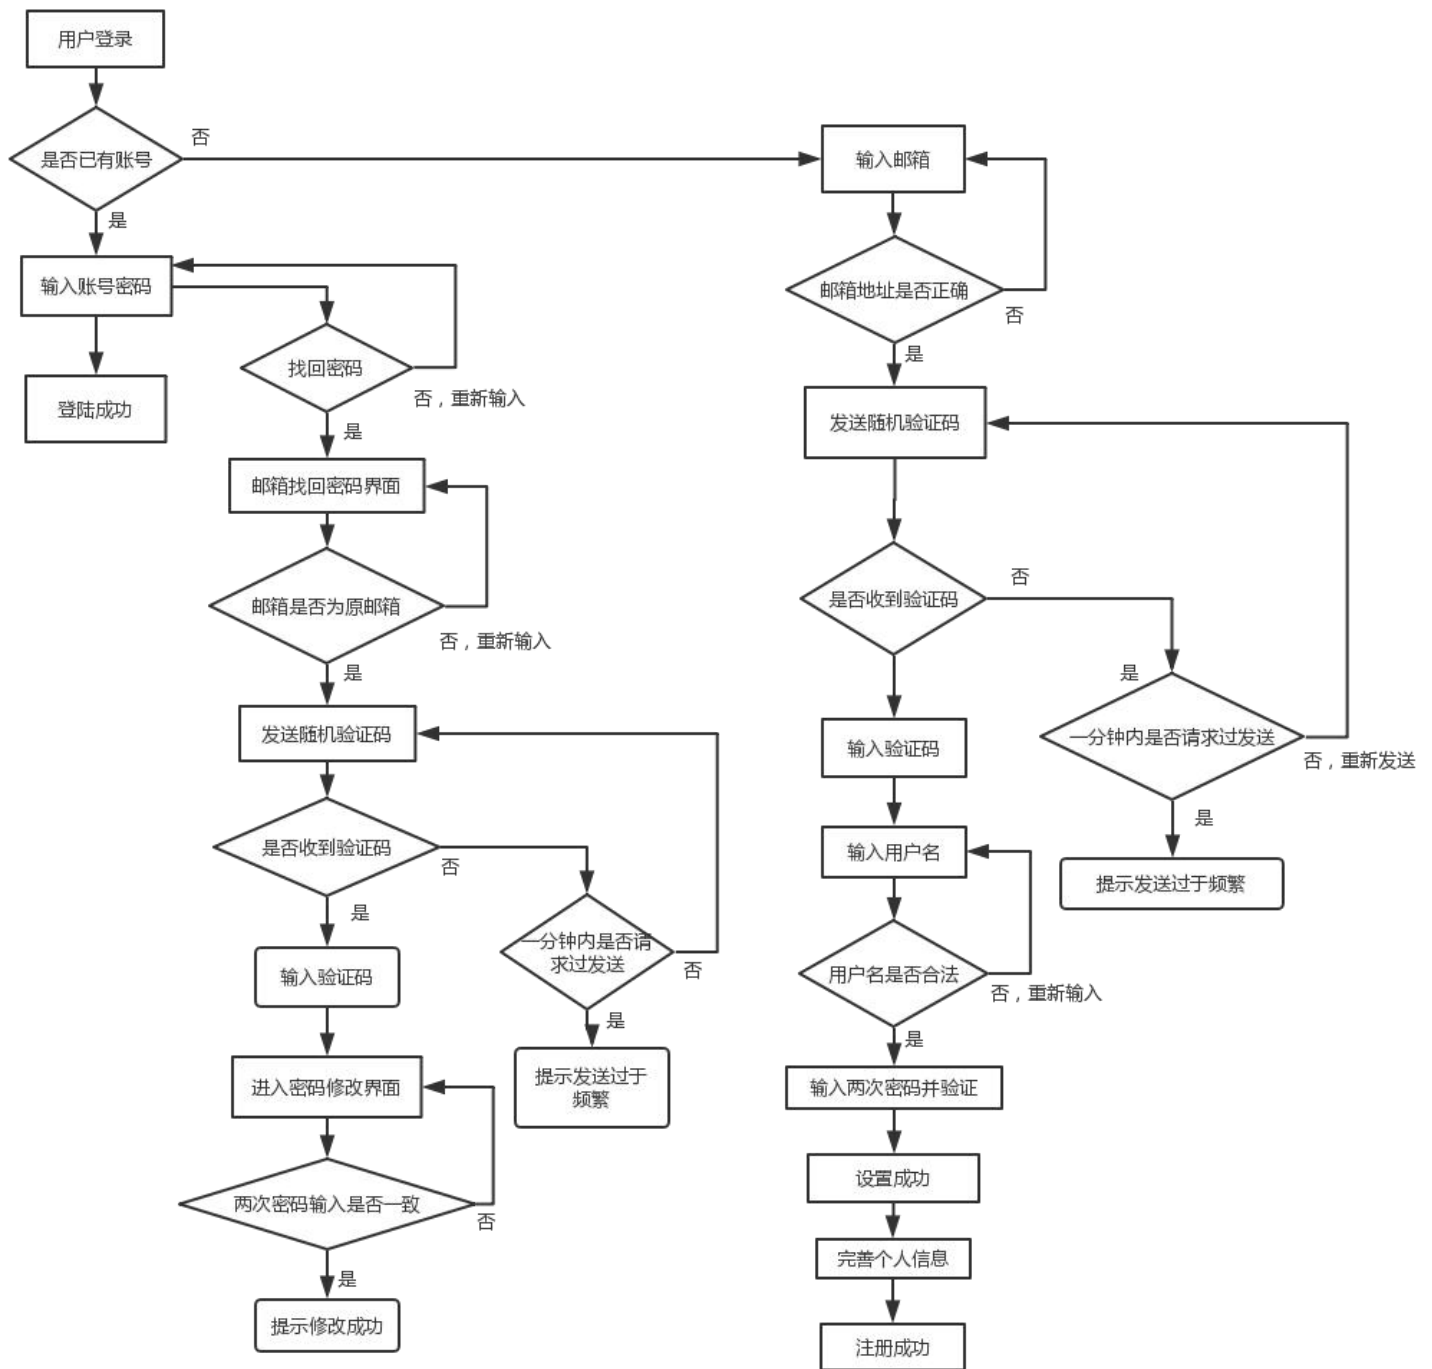 用户登录
是否已有账号
否
是
输入账号密码
登陆成功
找回密码
否，重新输入
是
邮箱找回密码界面
邮箱是否为原邮箱
否，重新输入
是
发送随机验证码
是否收到验证码
否
是
一分钟内是否请
求过发送
否
是
提示发送过于
频繁
输入验证码
进入密码修改界面
两次密码输入是否一致
否
是
提示修改成功
输入邮箱
邮箱地址是否正确
否
是
发送随机验证码
是否收到验证码
否
是
一分钟内是否请求过发送
否，重新发送
是
提示发送过于频繁
输入验证码
输入用户名
用户名是否合法
否，重新输入
是
输入两次密码并验证
设置成功
完善个人信息
注册成功